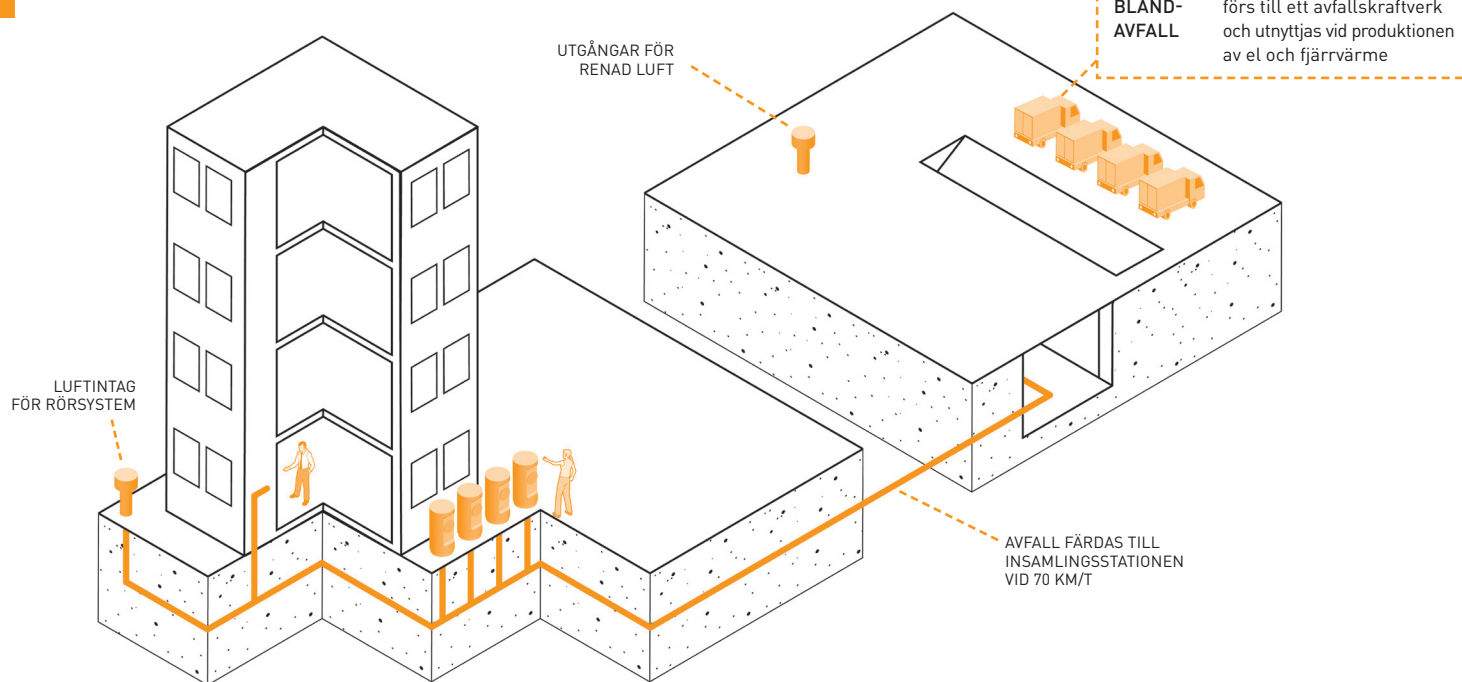 BLAND-
AVFALL
förs till ett avfallskraftverk
och utnyttjas vid produktionen
av el och fjärrvärme
UTGÅNGAR FÖR
RENAD LUFT
LUFTINTAG
FÖR RÖRSYSTEM
AVFALL FÄRDAS TILL
INSAMLINGSSTATIONEN
VID 70 KM/T